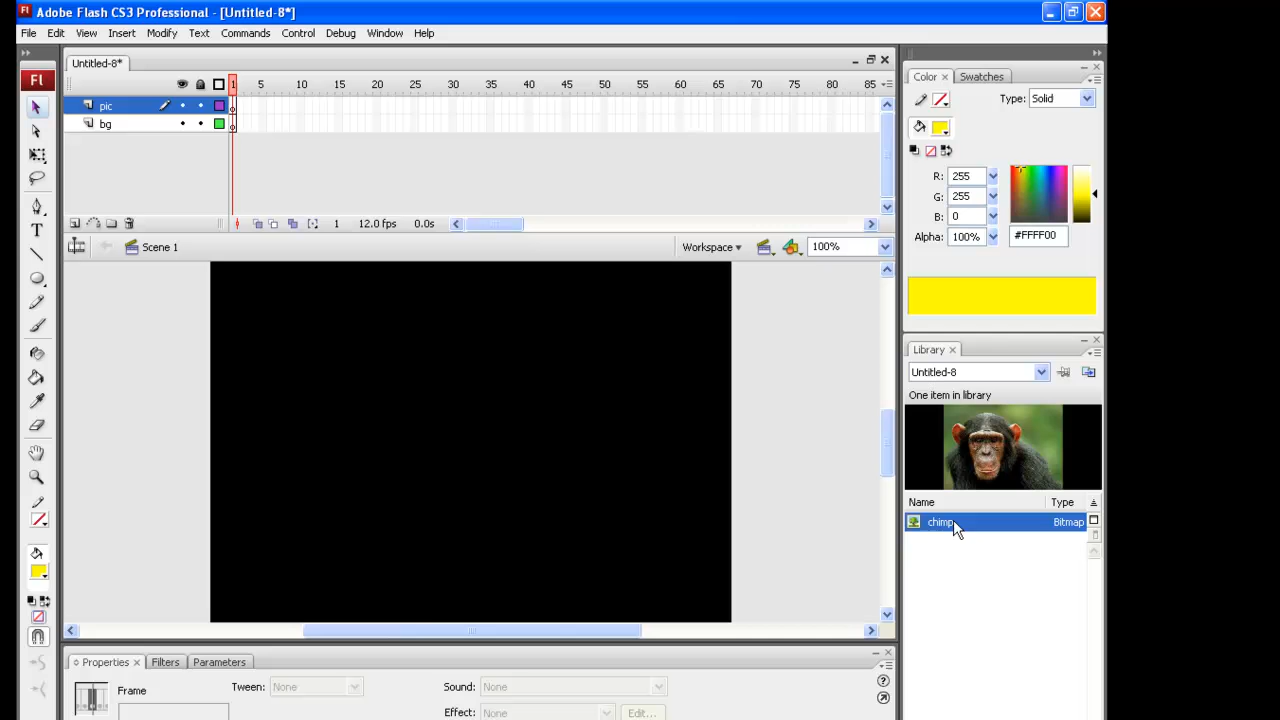 Adobe Flash CS3 Professional - [Untitled-8*]
File Edit View Insert Modify Text Commands Control Debug Window Help
Untitled-8*
1 5 10 15 20 25 30 35 40 45 50 55 60 65 70 75 80 85
pic
bg
1 12.0 fps 0.0s
Scene 1 Workspace 100%
Properties Filters Parameters
Frame Tween: None Sound: None
Effect: None Edit...
Fl
Color Swatches
Type: Solid
R: 255
G: 255
B: 0
Alpha: 100% #FFFF00
Library
Untitled-8
One item in library
Name Type
chimp Bitmap